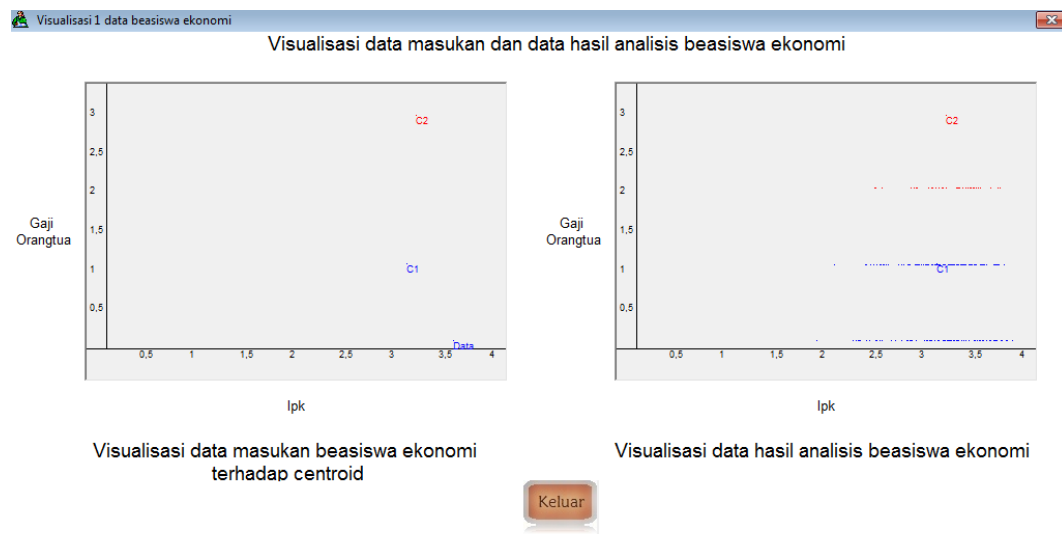 Visualisasi 1 data beasiswa ekonomi
Visualisasi data masukan dan data hasil analisis beasiswa ekonomi
3
2,5
2
1,5
1
0,5
Gaji
Orangtua
C2
C1
Data
0,5 1 1,5 2 2,5 3 3,5 4
Ipk
Visualisasi data masukan beasiswa ekonomi
terhadap centroid
3
2,5
2
1,5
1
0,5
Gaji
Orangtua
C2
C1
0,5 1 1,5 2 2,5 3 3,5 4
Ipk
Visualisasi data hasil analisis beasiswa ekonomi
Keluar